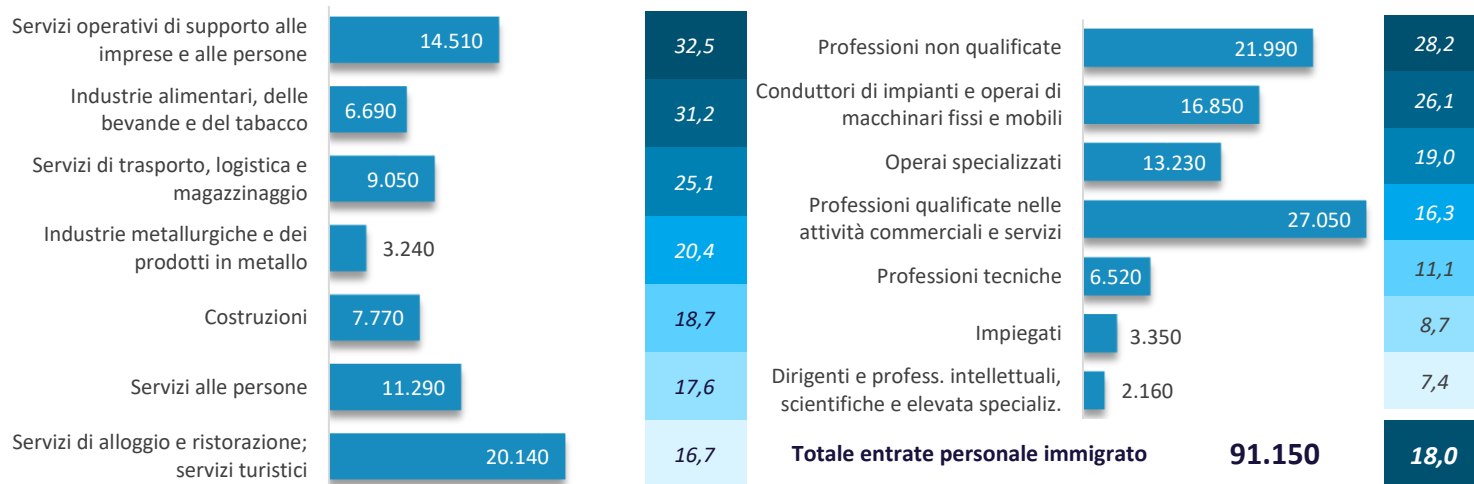 Servizi operativi di supporto alle
imprese e alle persone
14.510
32,5
Industrie alimentari, delle
bevande e del tabacco
6.690
31,2
Servizi di trasporto, logistica e
magazzinaggio
9.050
25,1
Industrie metallurgiche e dei
prodotti in metallo
3.240
20,4
Costruzioni
7.770
18,7
Servizi alle persone
11.290
17,6
Servizi di alloggio e ristorazione;
servizi turistici
20.140
16,7
Professioni non qualificate
21.990
28,2
Conduttori di impianti e operai di
macchinari fissi e mobili
16.850
26,1
Operai specializzati
13.230
19,0
Professioni qualificate nelle
attività commerciali e servizi
27.050
16,3
Professioni tecniche
6.520
11,1
Impiegati
3.350
8,7
Dirigenti e profess. intellettuali,
scientifiche e elevata specializ.
2.160
7,4
Totale entrate personale immigrato 91.150 18,0